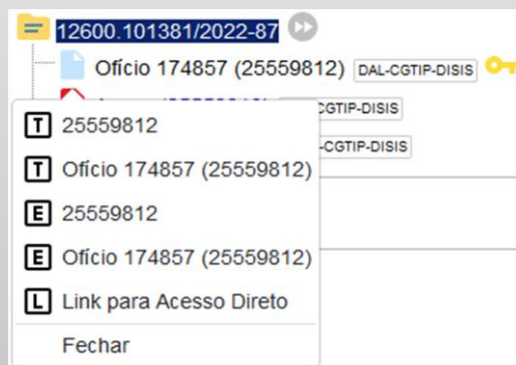 12600.101381/2022-87
Ofício 174857 (25559812) DAL-CGTIP-DISIS
CGTIP-DISIS
-CGTIP-DISIS
T 25559812
T Ofício 174857 (25559812)
E 25559812
E Ofício 174857 (25559812)
L Link para Acesso Direto
Fechar